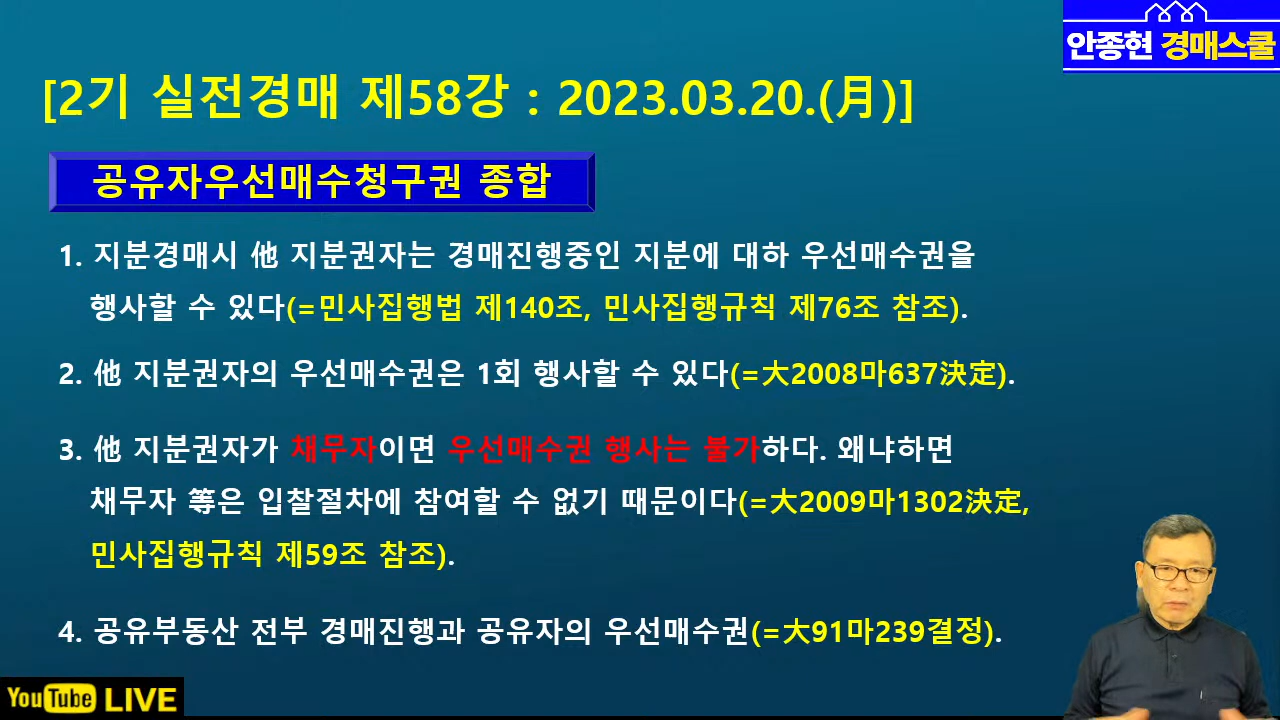 안종현 경매스쿨
[2기 실전경매 제58강 : 2023.03.20.(月)]
공유자우선매수청구권 종합
1. 지분경매시 他 지분권자는 경매진행중인 지분에 대하 우선매수권을
행사할 수 있다(=민사집행법 제140조, 민사집행규칙 제76조 참조).
2. 他 지분권자의 우선매수권은 1회 행사할 수 있다(=大2008마637決定).
3. 他 지분권자가 채무자이면 우선매수권 행사는 불가하다. 왜냐하면
채무자 等은 입찰절차에 참여할 수 없기 때문이다(=大2009마1302決定,
민사집행규칙 제59조 참조).
4. 공유부동산 전부 경매진행과 공유자의 우선매수권(=大91마239결정).
YouTube LIVE